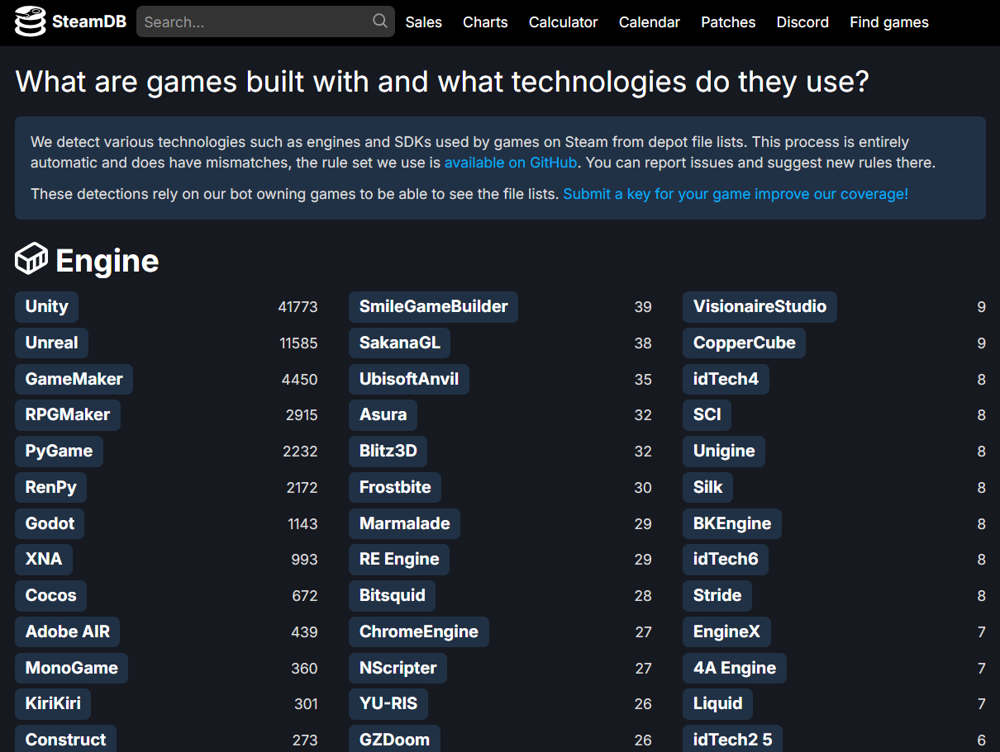 SteamDB Search... Sales Charts Calculator Calendar Patches Discord Find games
What are games built with and what technologies do they use?
We detect various technologies such as engines and SDKs used by games on Steam from depot file lists. This process is entirely
automatic and does have mismatches, the rule set we use is available on GitHub. You can report issues and suggest new rules there.
These detections rely on our bot owning games to be able to see the file lists. Submit a key for your game improve our coverage!
Engine
Unity 41773
Unreal 11585
GameMaker 4450
RPGMaker 2915
PyGame 2232
RenPy 2172
Godot 1143
XNA 993
Cocos 672
Adobe AIR 439
MonoGame 360
KiriKiri 301
Construct 273
SmileGameBuilder 39
SakanaGL 38
UbisoftAnvil 35
Asura 32
Blitz3D 32
Frostbite 30
Marmalade 29
RE Engine 29
Bitsquid 28
ChromeEngine 27
NScripter 27
YU-RIS 26
GZDoom 26
VisionaireStudio 9
CopperCube 9
idTech4 8
SCI 8
Unigine 8
Silk 8
BKEngine 8
idTech6 8
Stride 8
EngineX 7
4A Engine 7
Liquid 7
idTech2 5 6